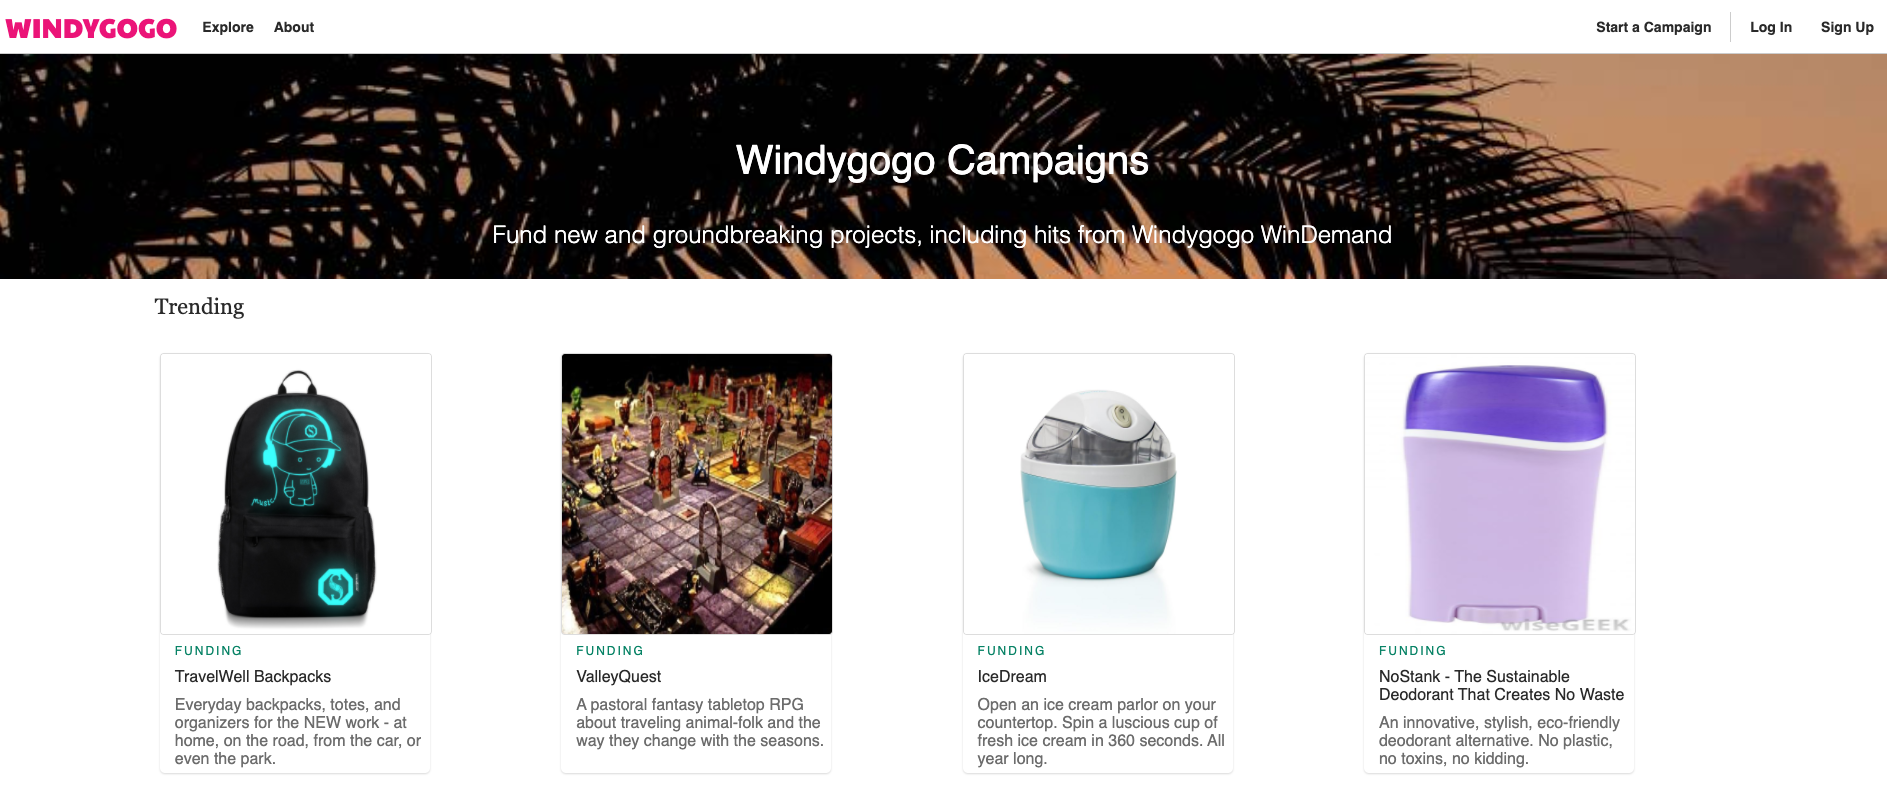 WINDYGOGO
Explore
About
Start a Campaign
Log In
Sign Up
Windygogo Campaigns
Fund new and groundbreaking projects, including hits from Windygogo WinDemand
Trending
music
S
wiseGEEK
FUNDING
TravelWell Backpacks
Everyday backpacks, totes, and
organizers for the NEW work - at
home, on the road, from the car, or
even the park.
FUNDING
ValleyQuest
A pastoral fantasy tabletop RPG
about traveling animal-folk and the
way they change with the seasons.
FUNDING
IceDream
Open an ice cream parlor on your
countertop. Spin a luscious cup of
fresh ice cream in 360 seconds. All
year long.
FUNDING
NoStank - The Sustainable
Deodorant That Creates No Waste
An innovative, stylish, eco-friendly
deodorant alternative. No plastic,
no toxins, no kidding.